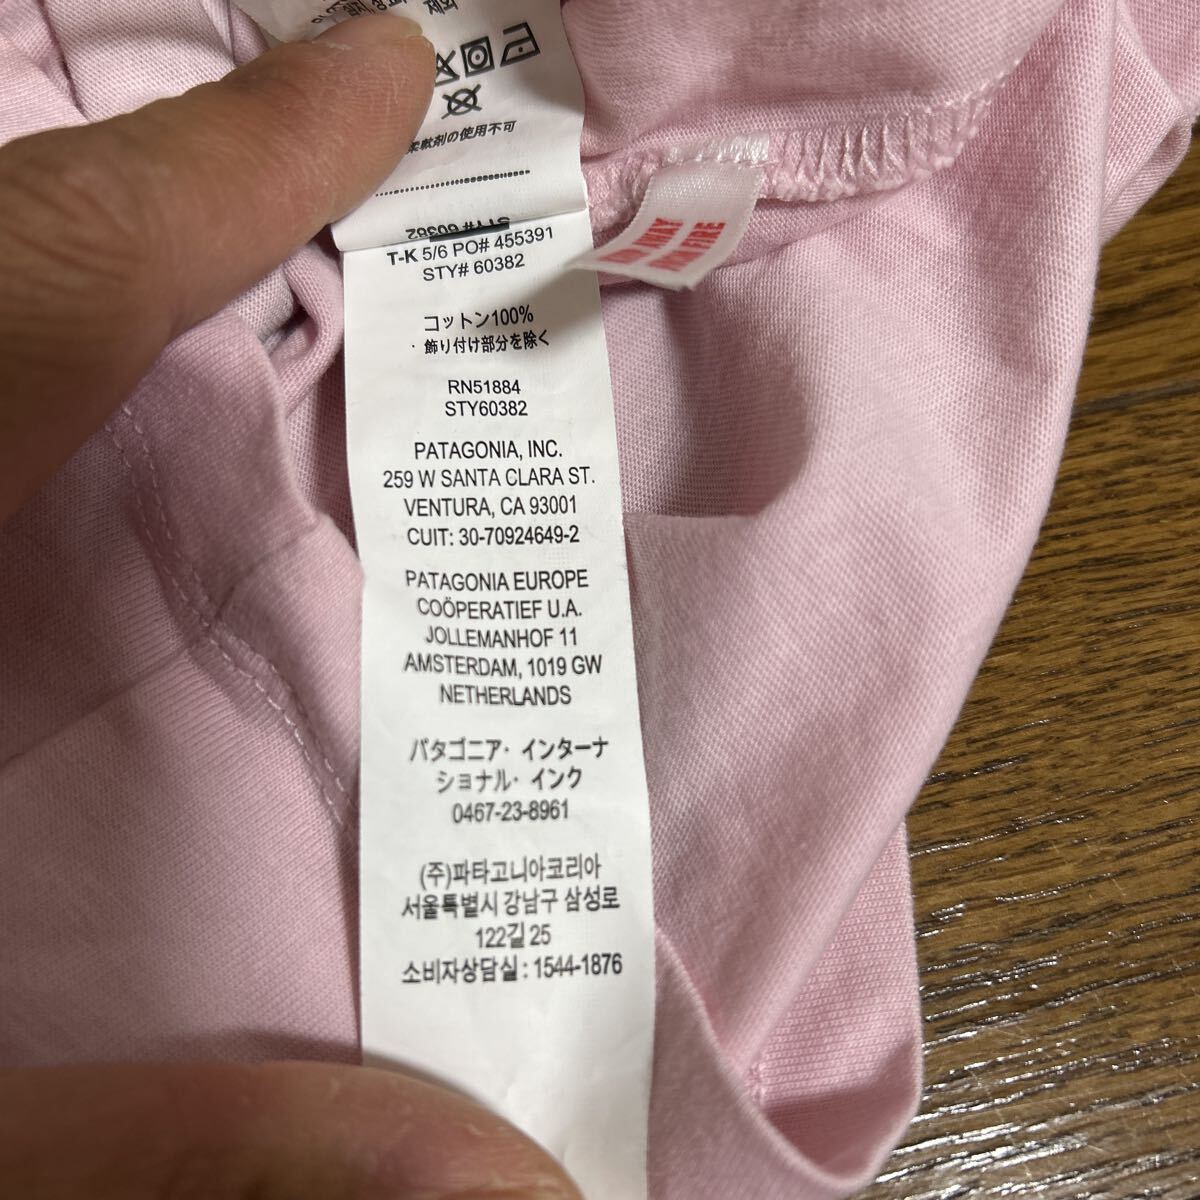 제외
柔軟剤の使用不可
STY# 60382
T-K 5/6 PO# 455391
STY# 60382
コットン100%
・飾り付け部分を除く
RN51884
STY60382
PATAGONIA, INC.
259 W SANTA CLARA ST.
VENTURA, CA 93001
CUIT: 30-70924649-2
PATAGONIA EUROPE
COÖPERATIEF U.A.
JOLLEMANHOF 11
AMSTERDAM, 1019 GW
NETHERLANDS
パタゴニア・インターナ
ショナル・インク
0467-23-8961
(주)파타고니아코리아
서울특별시 강남구 삼성로
122길 25
소비자상담실 : 1544-1876
FINE